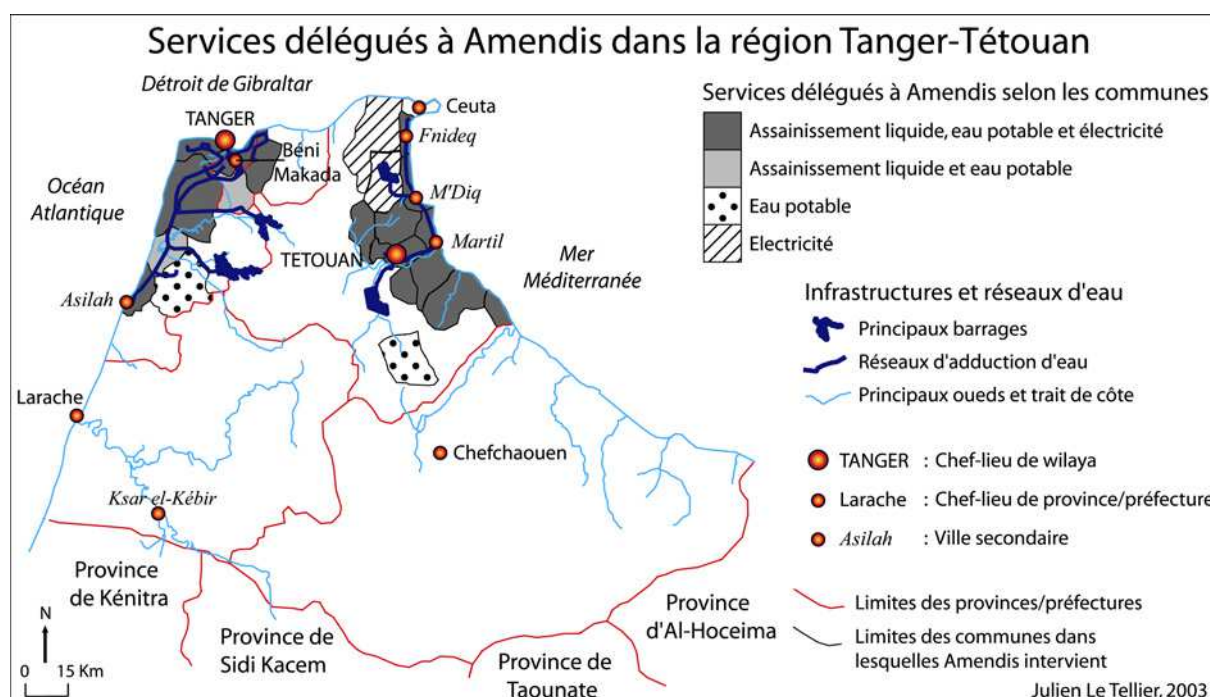 Services délégués à Amendis dans la région Tanger-Tétouan
Détroit de Gibraltar
TANGER
Ceuta
Fnideq
Béni
Makada
Océan
Atlantique
M'Diq
TETOUAN
Martil
Mer
Méditerranée
Asilah
Larache
Chefchaouen
Ksar el-Kébir
Province
de Kénitra
Province de
Sidi Kacem
Province de
Taounate
Province
d'Al-Hoceima
N
0 15 Km
Services délégués à Amendis selon les communes
Assainissement liquide, eau potable et électricité
Assainissement liquide et eau potable
Eau potable
Electricité
Infrastructures et réseaux d'eau
Principaux barrages
Réseaux d'adduction d'eau
Principaux oueds et trait de côte
TANGER : Chef-lieu de wilaya
Larache : Chef-lieu de province/préfecture
Asilah : Ville secondaire
Limites des provinces/préfectures
Limites des communes dans
lesquelles Amendis intervient
Julien Le Tellier, 2003